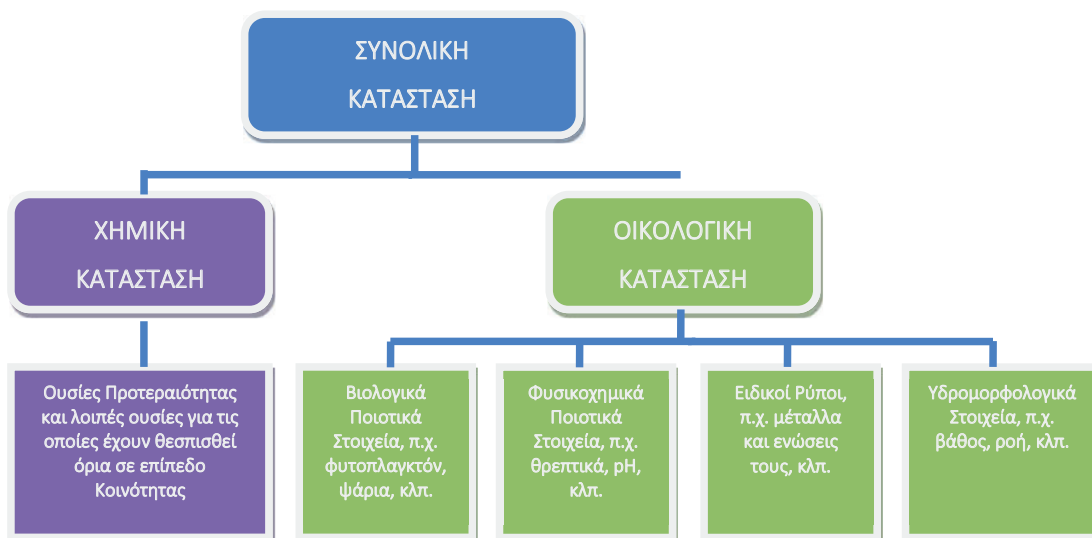 ΣΥΝΟΛΙΚΗ
ΚΑΤΑΣΤΑΣΗ
ΧΗΜΙΚΗ
ΚΑΤΑΣΤΑΣΗ
ΟΙΚΟΛΟΓΙΚΗ
ΚΑΤΑΣΤΑΣΗ
Ουσίες Προτεραιότητας
και λοιπές ουσίες για τις
οποίες έχουν θεσπισθεί
όρια σε επίπεδο
Κοινότητας
Βιολογικά
Ποιοτικά
Στοιχεία, π.χ.
φυτοπλαγκτόν,
ψάρια, κλπ.
Φυσικοχημικά
Ποιοτικά
Στοιχεία, π.χ.
θρεπτικά, pH,
κλπ.
Ειδικοί Ρύποι,
π.χ. μέταλλα
και ενώσεις
τους, κλπ.
Υδρομορφολογικά
Στοιχεία, π.χ.
βάθος, ροή, κλπ.